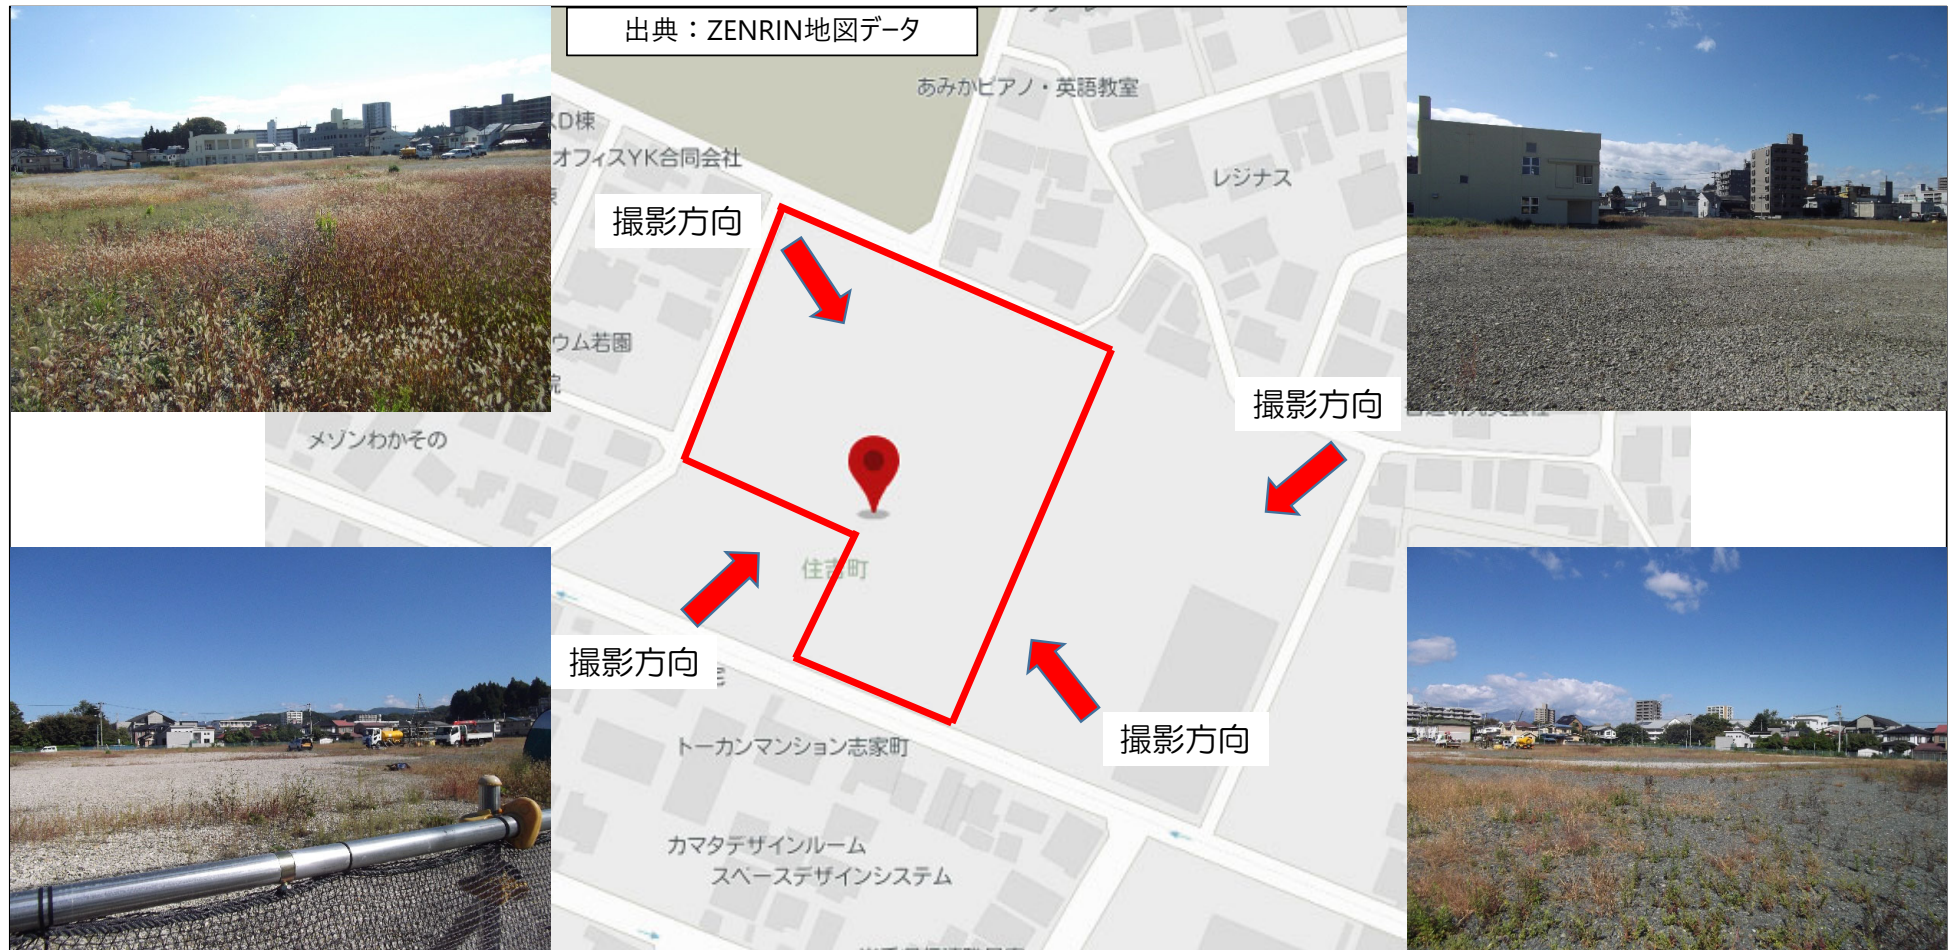 出典：ZENRIN地図データ
あみかピアノ・英語教室
D棟
オフィスYK合同会社
レジナス
撮影方向
ウム若園
院
撮影方向
メゾンわかその
住吉町
撮影方向
撮影方向
トーカンマンション志家町
カマタデザインルーム
スペースデザインシステム